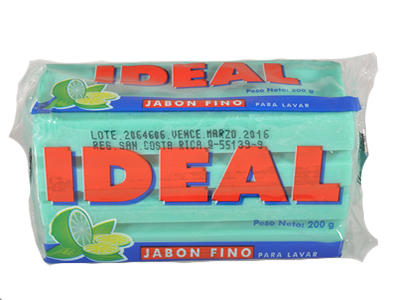 IDEAL
Peso Neto: 200 g
JABON FINO PARA LAVAR
LOTE. 2064606. VENCE. MARZO. 2016
REG. SAN. COSTA RICA. Q-55139-9
IDEAL
Peso Neto: 200 g
JABON FINO PARA LAVAR